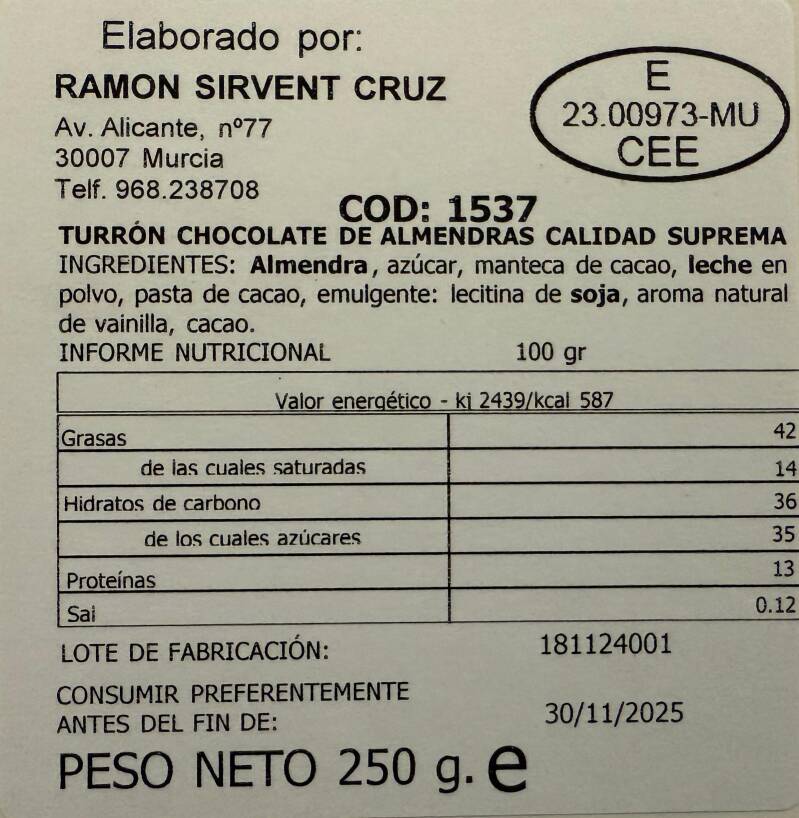 Elaborado por:
RAMON SIRVENT CRUZ
Av. Alicante, nº77
30007 Murcia
Telf. 968.238708
E
23.00973-MU
CEE
COD: 1537
TURRÓN CHOCOLATE DE ALMENDRAS CALIDAD SUPREMA
INGREDIENTES: Almendra, azúcar, manteca de cacao, leche en
polvo, pasta de cacao, emulgente: lecitina de soja, aroma natural
de vainilla, cacao.
INFORME NUTRICIONAL 100 gr
Valor energético - kj 2439/kcal 587
Grasas 42
de las cuales saturadas 14
Hidratos de carbono 36
de los cuales azúcares 35
Proteínas 13
Sal 0.12
LOTE DE FABRICACIÓN: 181124001
CONSUMIR PREFERENTEMENTE
ANTES DEL FIN DE: 30/11/2025
PESO NETO 250 g. e